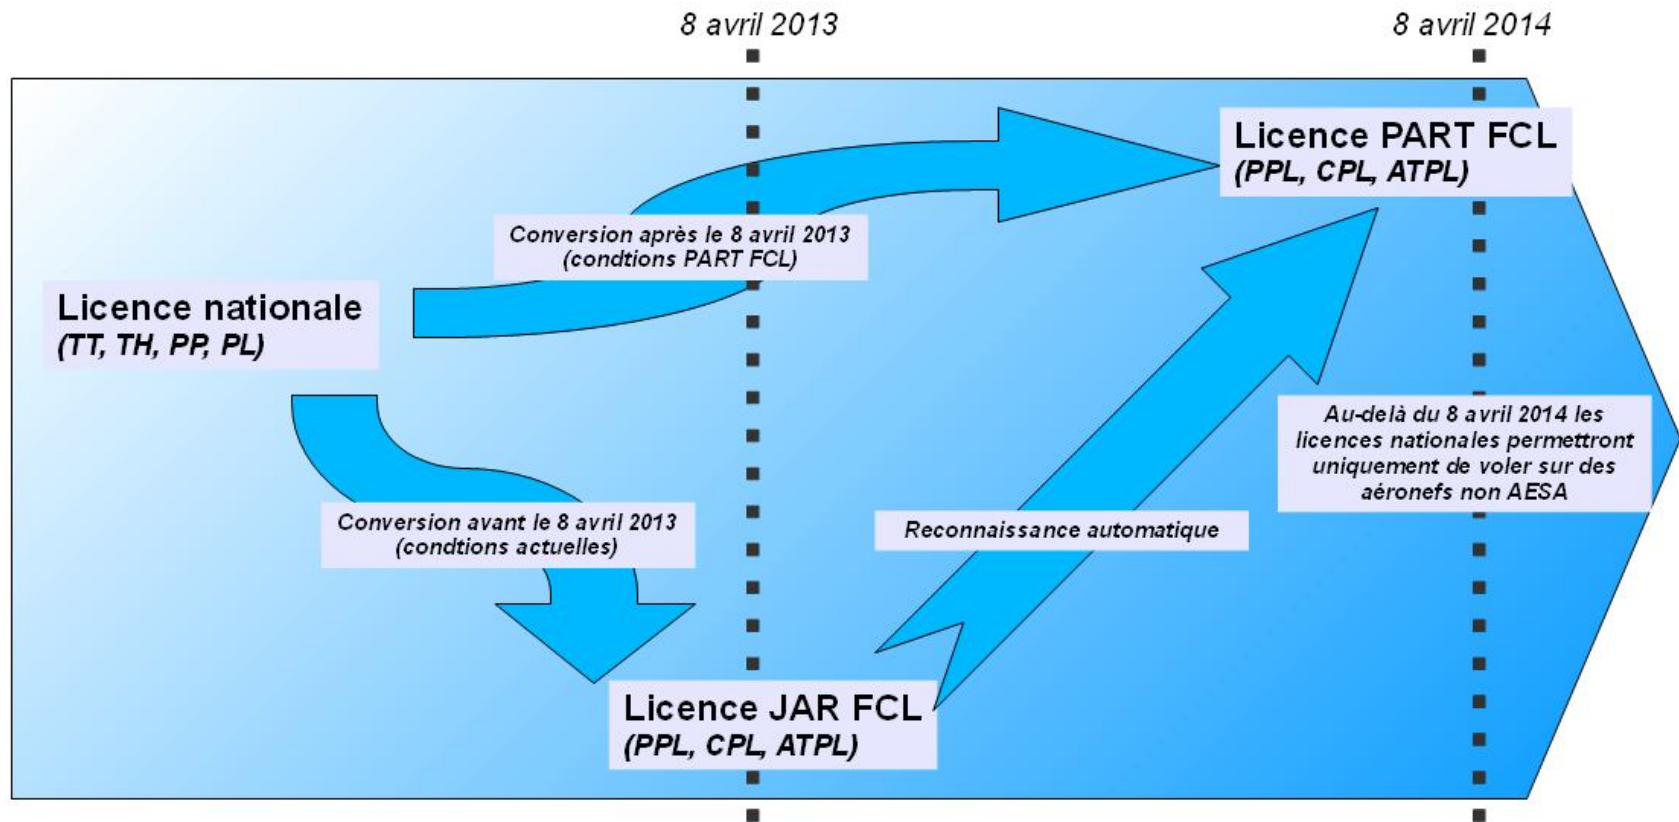 8 avril 2013
8 avril 2014
Licence PART FCL
(PPL, CPL, ATPL)
Conversion après le 8 avril 2013
(condtions PART FCL)
Licence nationale
(TT, TH, PP, PL)
Au-delà du 8 avril 2014 les
licences nationales permettront
uniquement de voler sur des
aéronefs non AESA
Conversion avant le 8 avril 2013
(condtions actuelles)
Reconnaissance automatique
Licence JAR FCL
(PPL, CPL, ATPL)